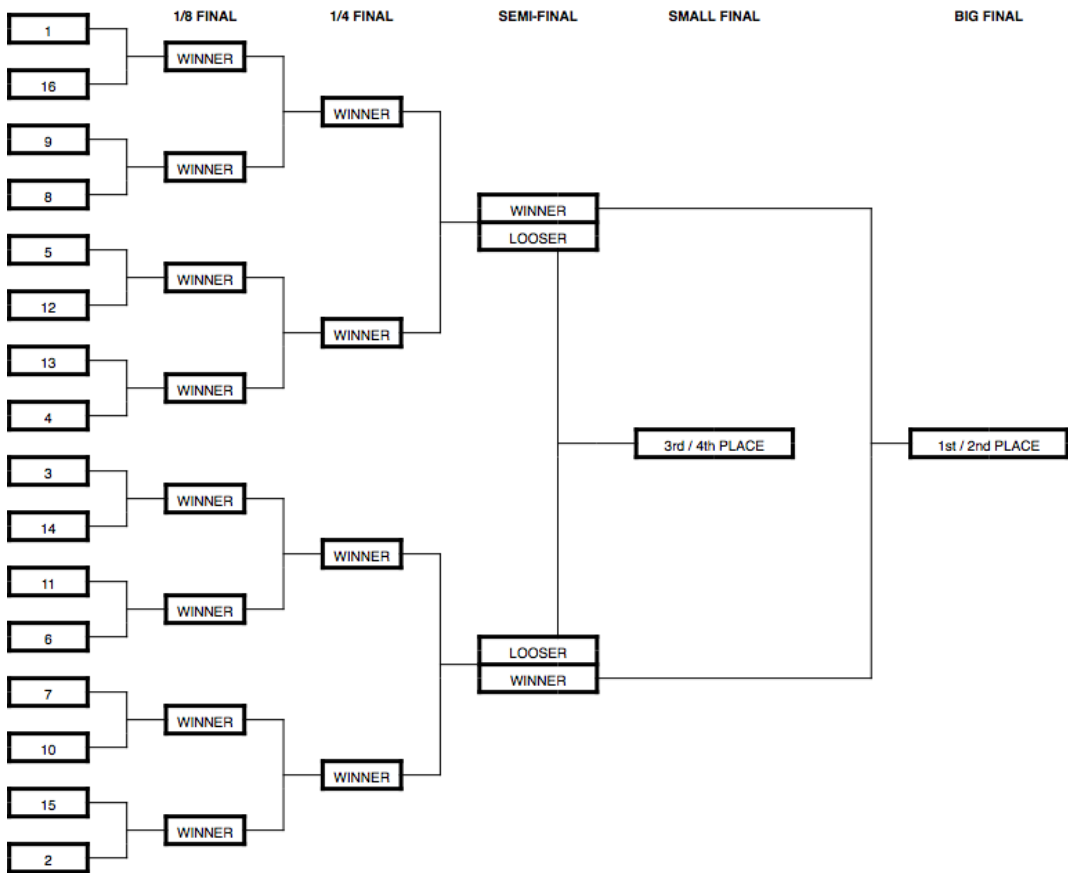 1/8 FINAL 1/4 FINAL SEMI-FINAL SMALL FINAL BIG FINAL
1
WINNER
16
WINNER
9
WINNER
8
WINNER
LOOSER
5
WINNER
12
WINNER
13
WINNER
4
3rd / 4th PLACE 1st / 2nd PLACE
3
WINNER
14
WINNER
11
WINNER
6
LOOSER
WINNER
7
WINNER
10
WINNER
15
WINNER
2